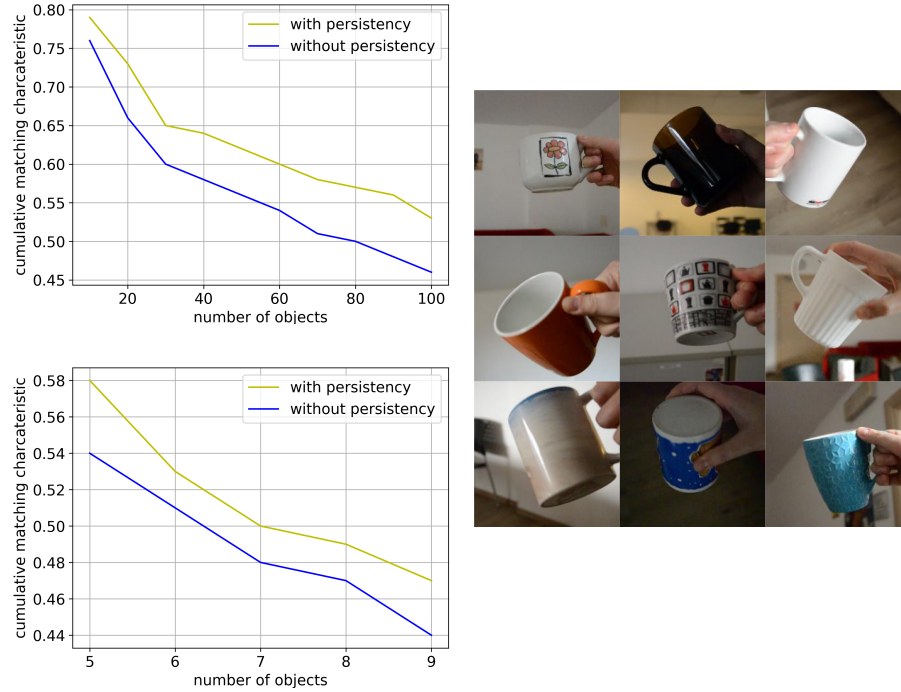 0.80
0.75
0.70
0.65
0.60
0.55
0.50
0.45
20 40 60 80 100
number of objects
cumulative matching charcateristic
with persistency
without persistency
0.58
0.56
0.54
0.52
0.50
0.48
0.46
0.44
5 6 7 8 9
number of objects
cumulative matching charcateristic
with persistency
without persistency